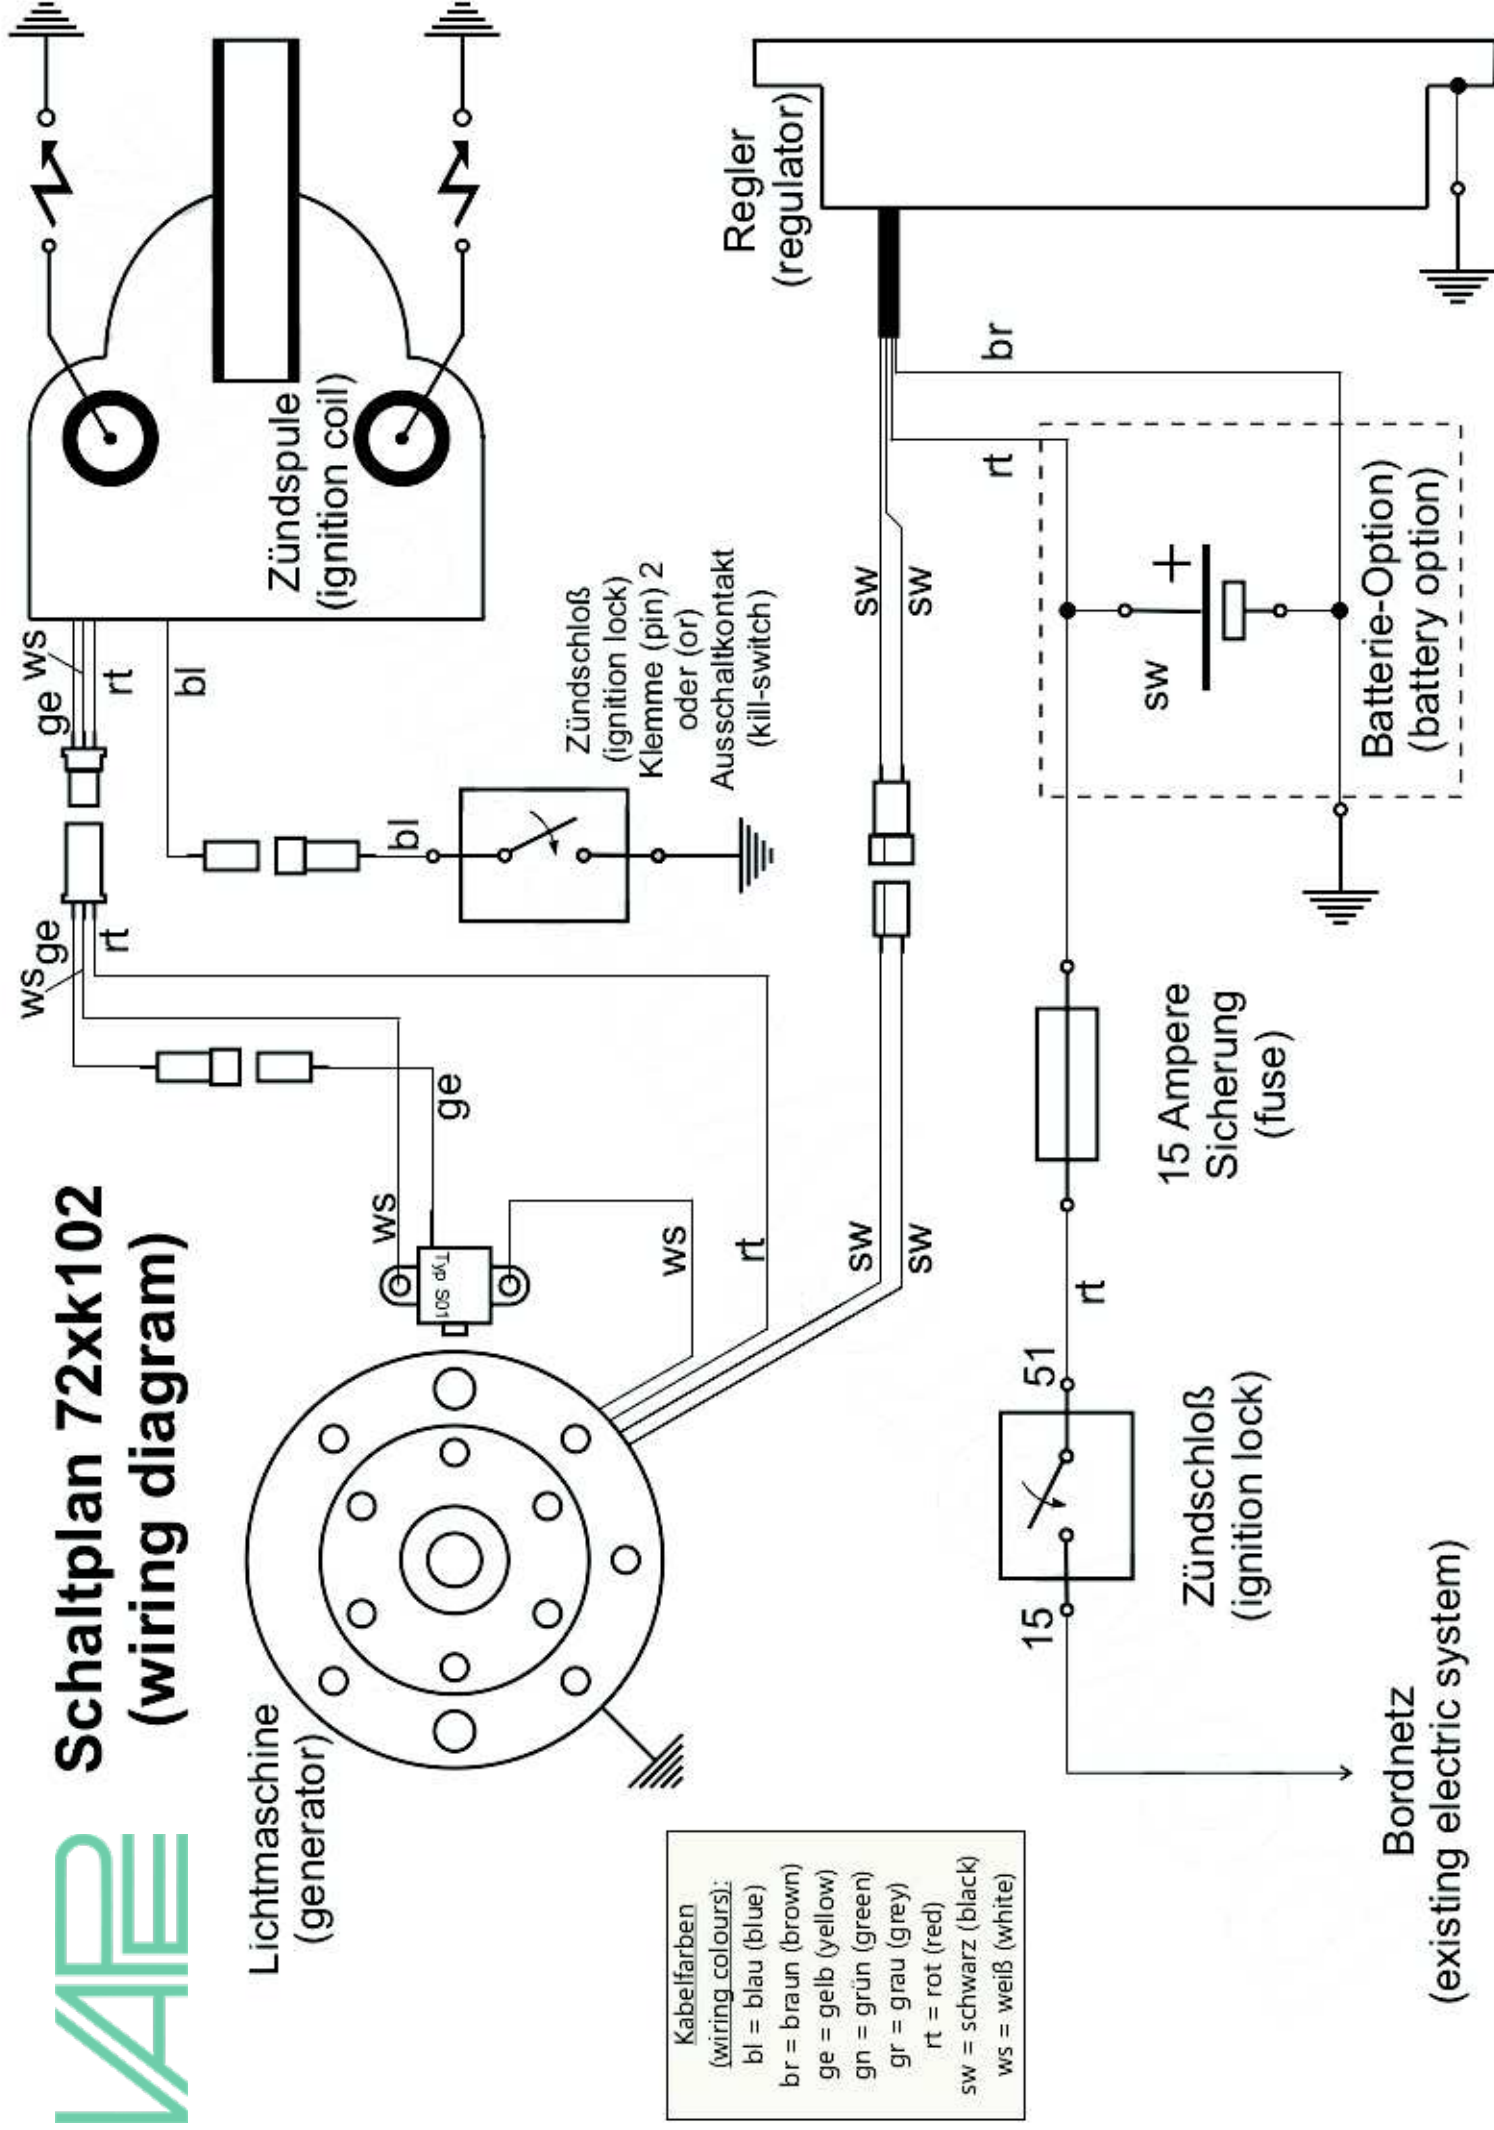 VAPE
Schaltplan 72xk102
(wiring diagram)
Lichtmaschine
(generator)
Typ S01
ws
ge
ws
rt
ws
ge
rt
ge
ws
rt
bl
bl
Zündspule
(ignition coil)
Zündschloß
(ignition lock)
Klemme (pin) 2
oder (or)
Ausschaltkontakt
(kill-switch)
Regler
(regulator)
sw
sw
sw
sw
br
rt
sw
+
Batterie-Option)
(battery option)
15 Ampere
Sicherung
(fuse)
rt
15
51
Zündschloß
(ignition lock)
Bordnetz
(existing electric system)
Kabelfarben
(wiring colours):
bl = blau (blue)
br = braun (brown)
ge = gelb (yellow)
gn = grün (green)
gr = grau (grey)
rt = rot (red)
sw = schwarz (black)
ws = weiß (white)